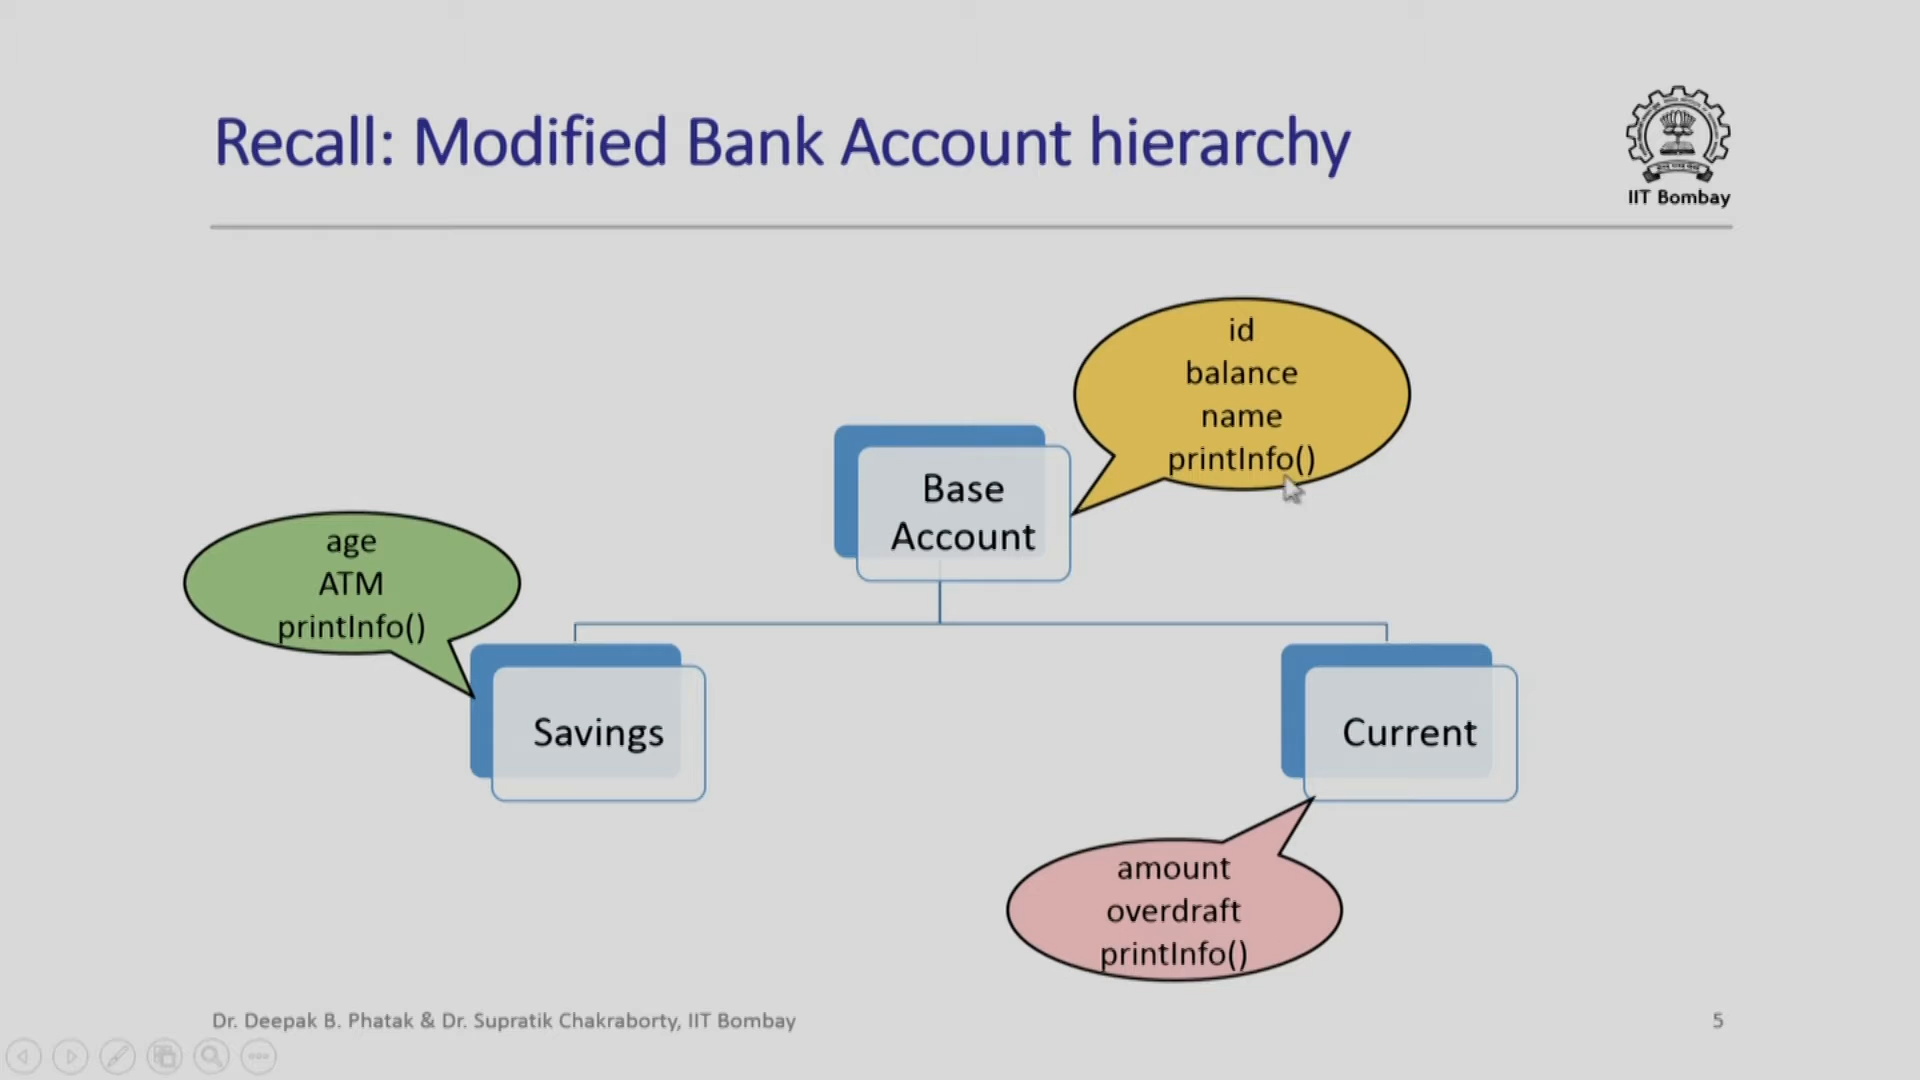 Recall: Modified Bank Account hierarchy
IIT Bombay
id
balance
name
printInfo()
Base
Account
age
ATM
printInfo()
Savings
Current
amount
overdraft
printInfo()
Dr. Deepak B. Phatak & Dr. Supratik Chakraborty, IIT Bombay
5